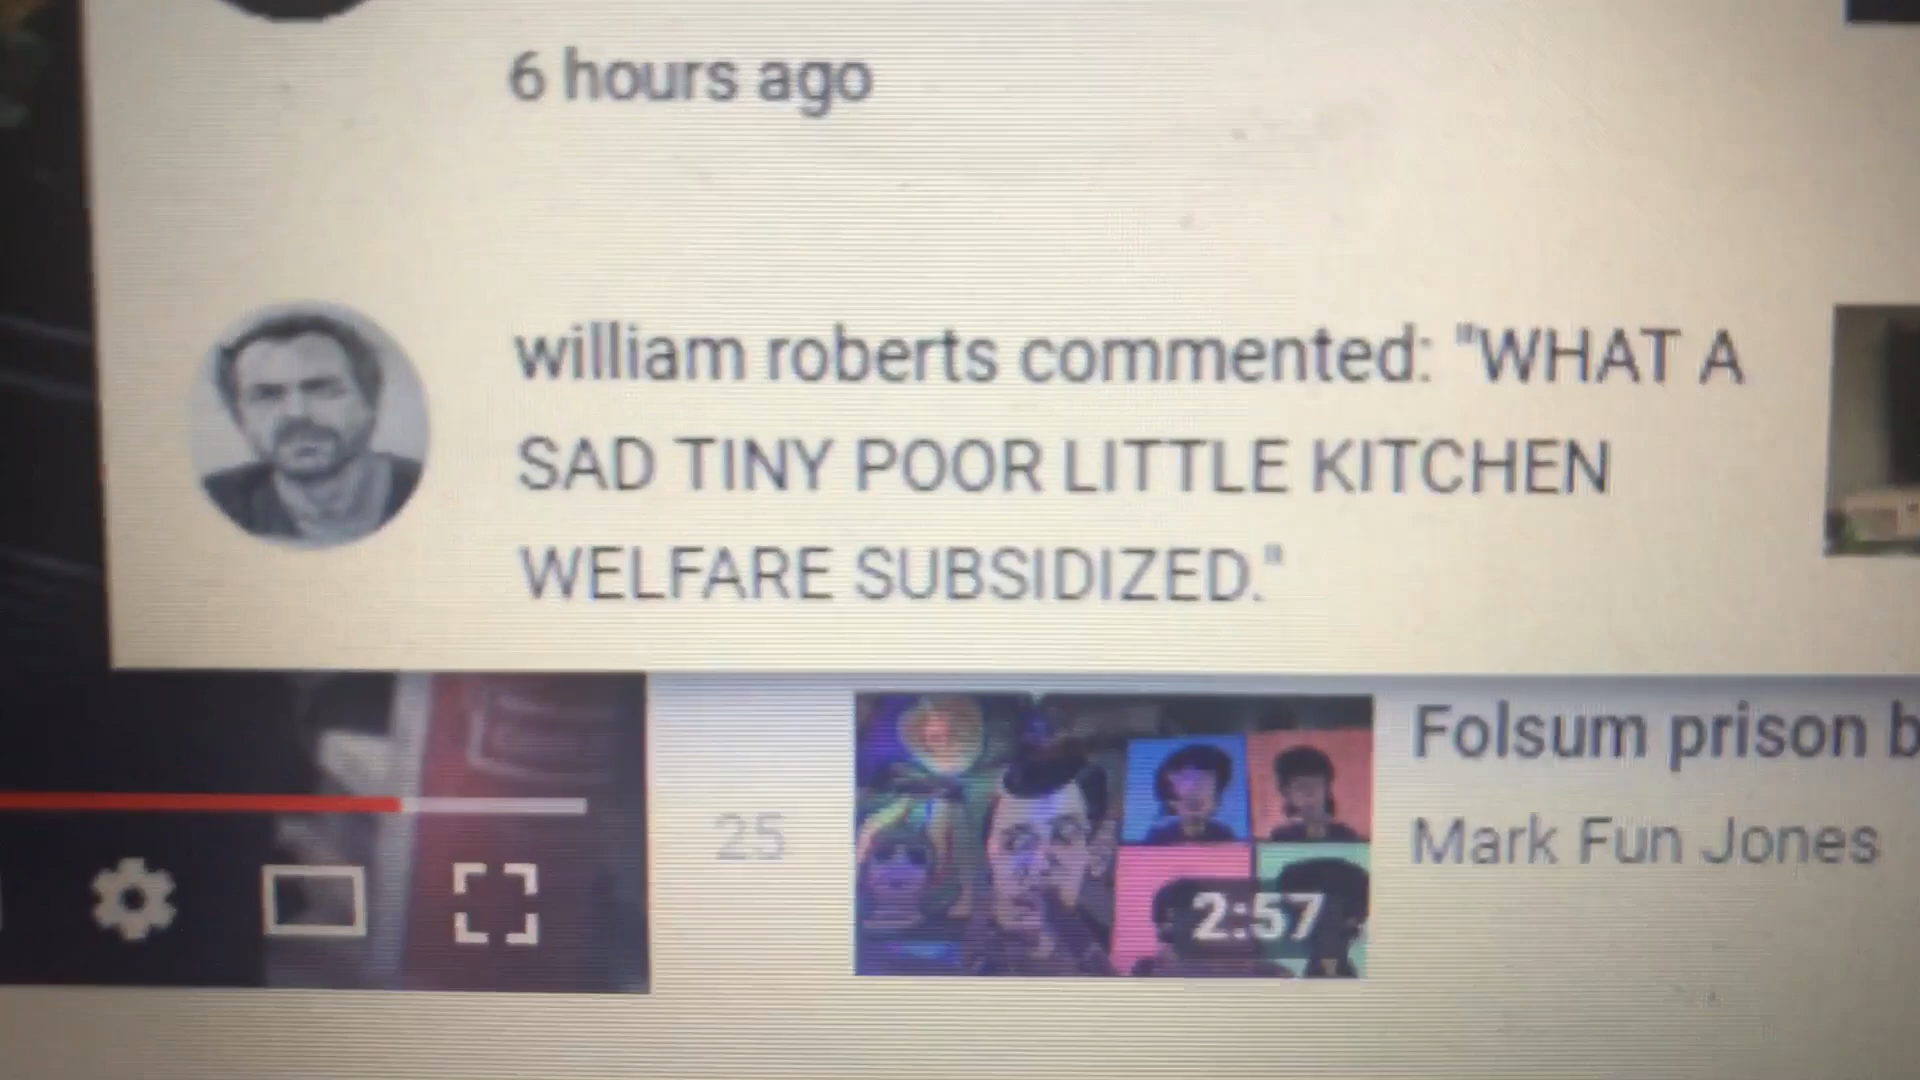 6 hours ago
william roberts commented: "WHAT A
SAD TINY POOR LITTLE KITCHEN
WELFARE SUBSIDIZED."
Folsum prison b
25
Mark Fun Jones
2:57